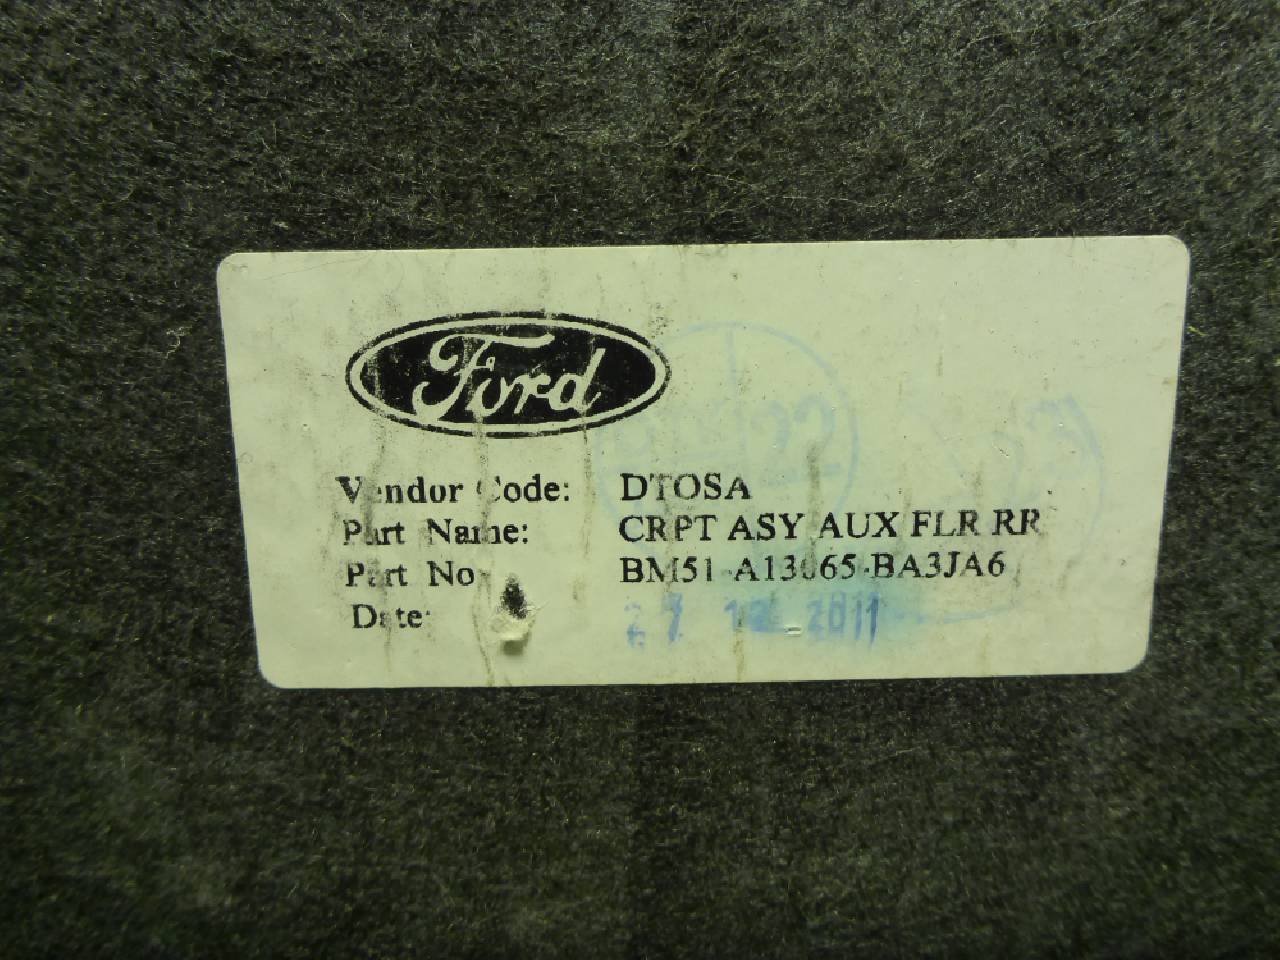 Ford
Vendor Code: DTOSA
Part Name: CRPT ASY AUX FLR RR
Part No BM51-A13065-BA3JA6
Date: 27 2011